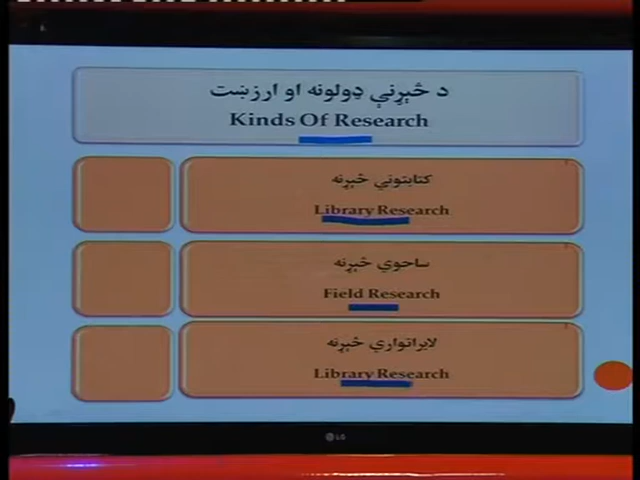 د څېړنې ډولونه او ارزښت
Kinds Of Research
کتابتوني څېړنه
Library Research
ساحوي څېړنه
Field Research
لابراتواري څېړنه
Library Research
LG